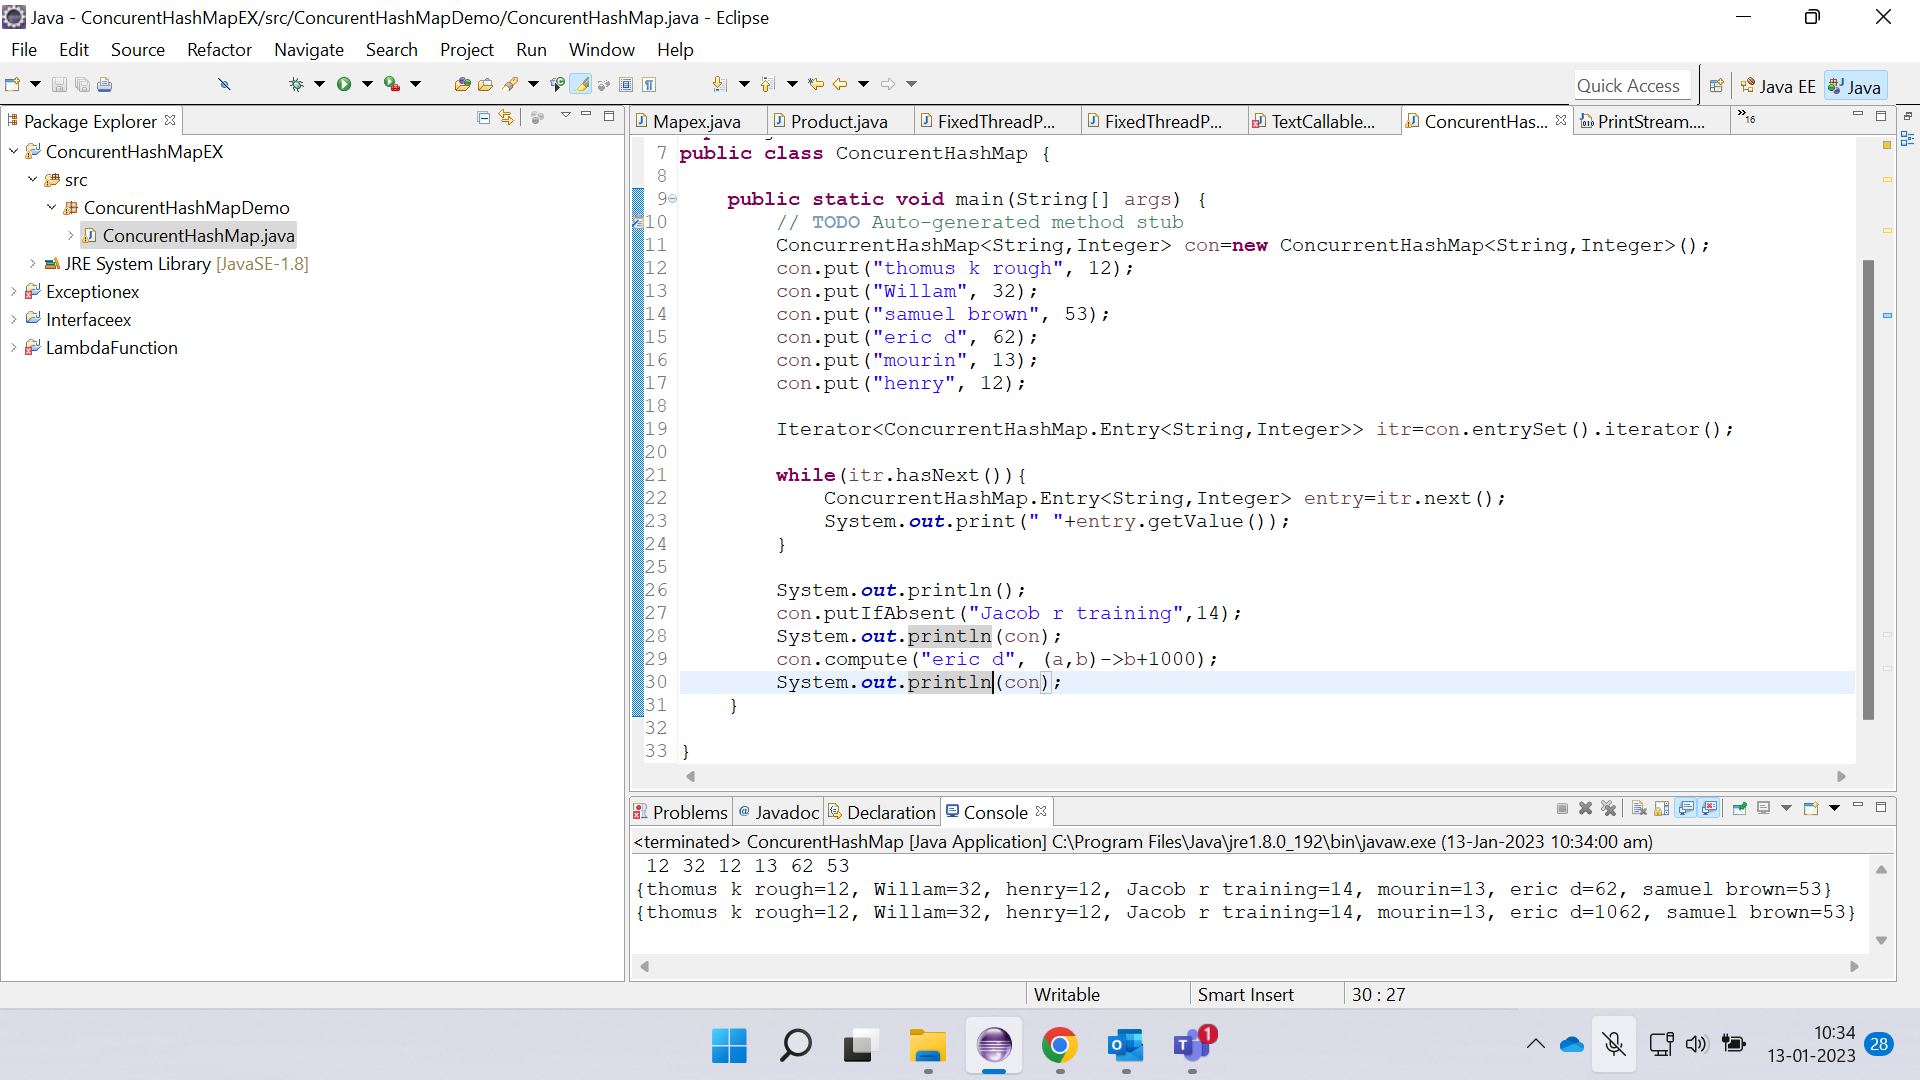 Java - ConcurentHashMapEX/src/ConcurentHashMapDemo/ConcurentHashMap.java - Eclipse
File Edit Source Refactor Navigate Search Project Run Window Help
Quick Access Java EE Java
Package Explorer
ConcurentHashMapEX
src
ConcurentHashMapDemo
ConcurentHashMap.java
JRE System Library [JavaSE-1.8]
Exceptionex
Interfaceex
LambdaFunction
Mapex.java Product.java FixedThreadP... FixedThreadP... TextCallable... ConcurentHas... PrintStream.... »16
7 public class ConcurentHashMap {
8
9 public static void main(String[] args) {
10 // TODO Auto-generated method stub
11 ConcurrentHashMap<String,Integer> con=new ConcurrentHashMap<String,Integer>();
12 con.put("thomus k rough", 12);
13 con.put("Willam", 32);
14 con.put("samuel brown", 53);
15 con.put("eric d", 62);
16 con.put("mourin", 13);
17 con.put("henry", 12);
18
19 Iterator<ConcurrentHashMap.Entry<String,Integer>> itr=con.entrySet().iterator();
20
21 while(itr.hasNext()){
22 ConcurrentHashMap.Entry<String,Integer> entry=itr.next();
23 System.out.print(" "+entry.getValue());
24 }
25
26 System.out.println();
27 con.putIfAbsent("Jacob r training",14);
28 System.out.println(con);
29 con.compute("eric d", (a,b)->b+1000);
30 System.out.println(con);
31 }
32
33 }
Problems @ Javadoc Declaration Console
<terminated> ConcurentHashMap [Java Application] C:\Program Files\Java\jre1.8.0_192\bin\javaw.exe (13-Jan-2023 10:34:00 am)
12 32 12 13 62 53
{thomus k rough=12, Willam=32, henry=12, Jacob r training=14, mourin=13, eric d=62, samuel brown=53}
{thomus k rough=12, Willam=32, henry=12, Jacob r training=14, mourin=13, eric d=1062, samuel brown=53}
Writable Smart Insert 30 : 27
1
10:34
13-01-2023
28